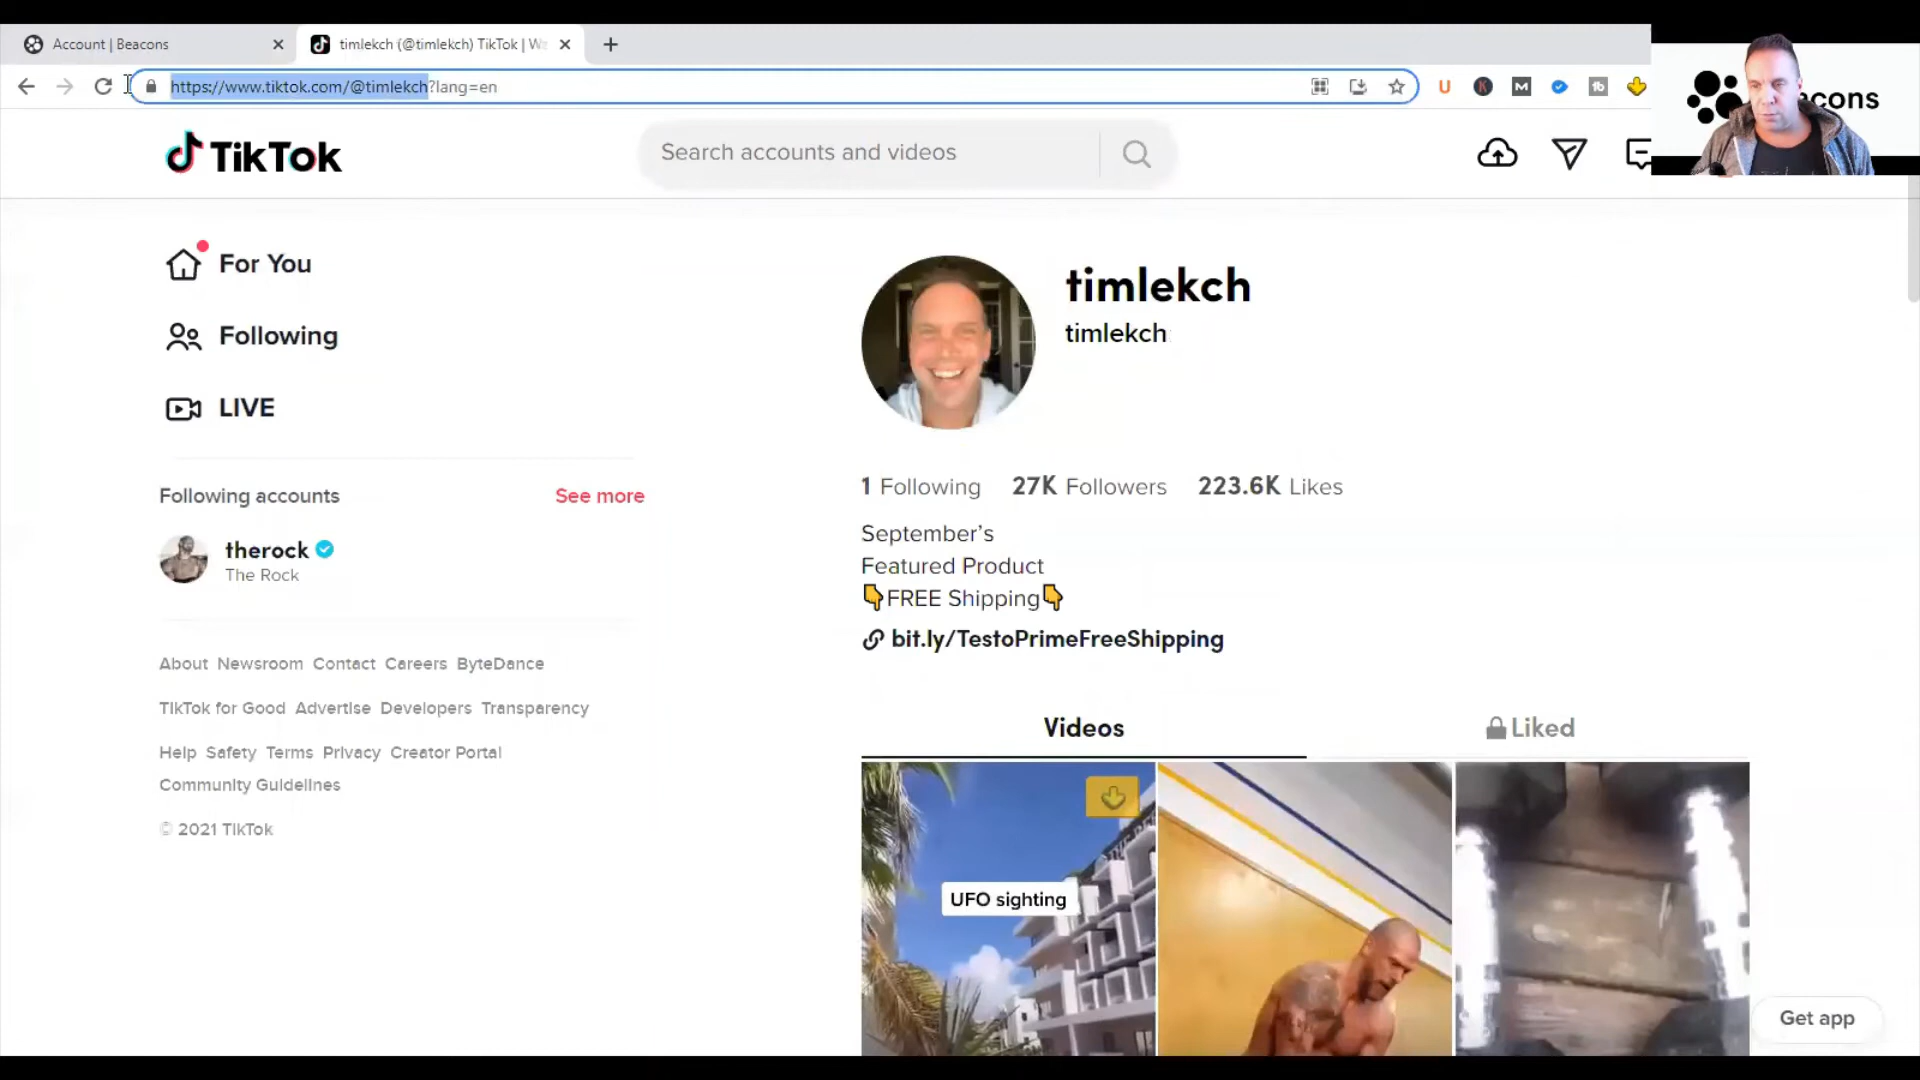 Account | Beacons
timlekch (@timlekch) TikTok | Wa
https://www.tiktok.com/@timlekch?lang=en
TikTok
Search accounts and videos
For You
Following
LIVE
Following accounts
See more
therock
The Rock
About Newsroom Contact Careers ByteDance
TikTok for Good Advertise Developers Transparency
Help Safety Terms Privacy Creator Portal
Community Guidelines
© 2021 TikTok
timlekch
timlekch
1 Following 27K Followers 223.6K Likes
September's
Featured Product
👇FREE Shipping👇
bit.ly/TestoPrimeFreeShipping
Videos
Liked
UFO sighting
Get app